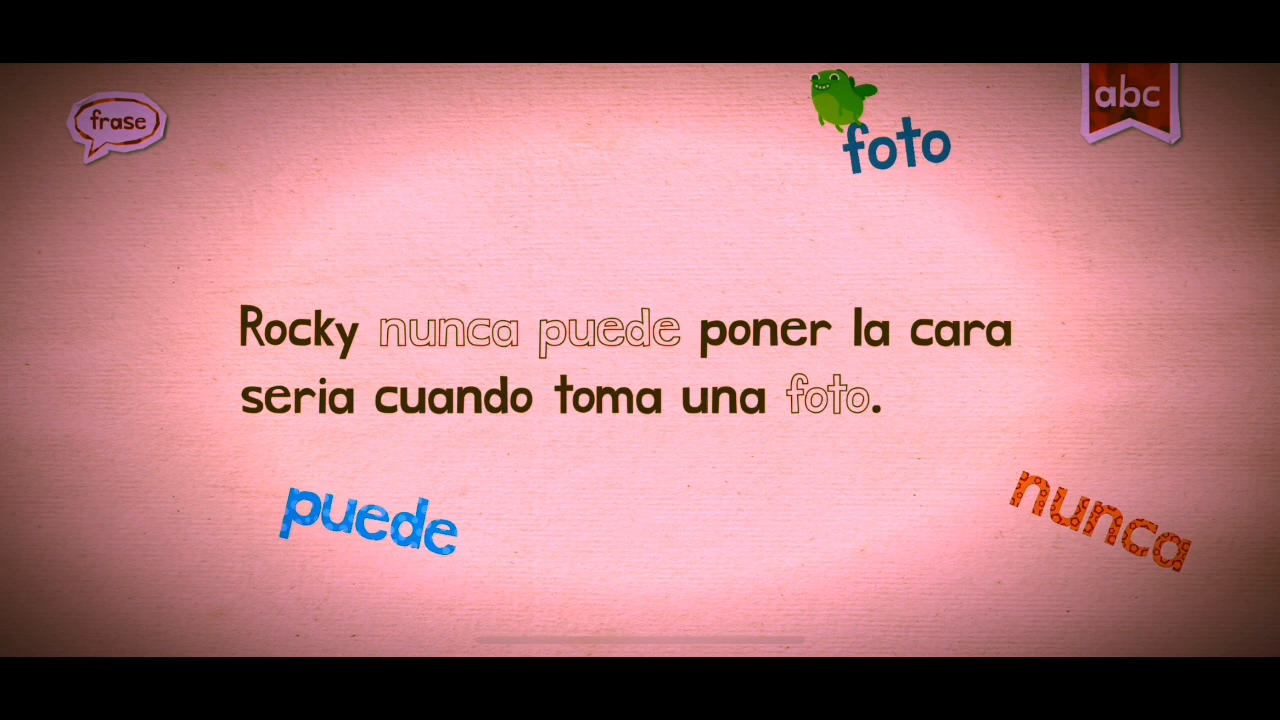 frase
abc
foto
Rocky nunca puede poner la cara
seria cuando toma una foto.
puede
nunca